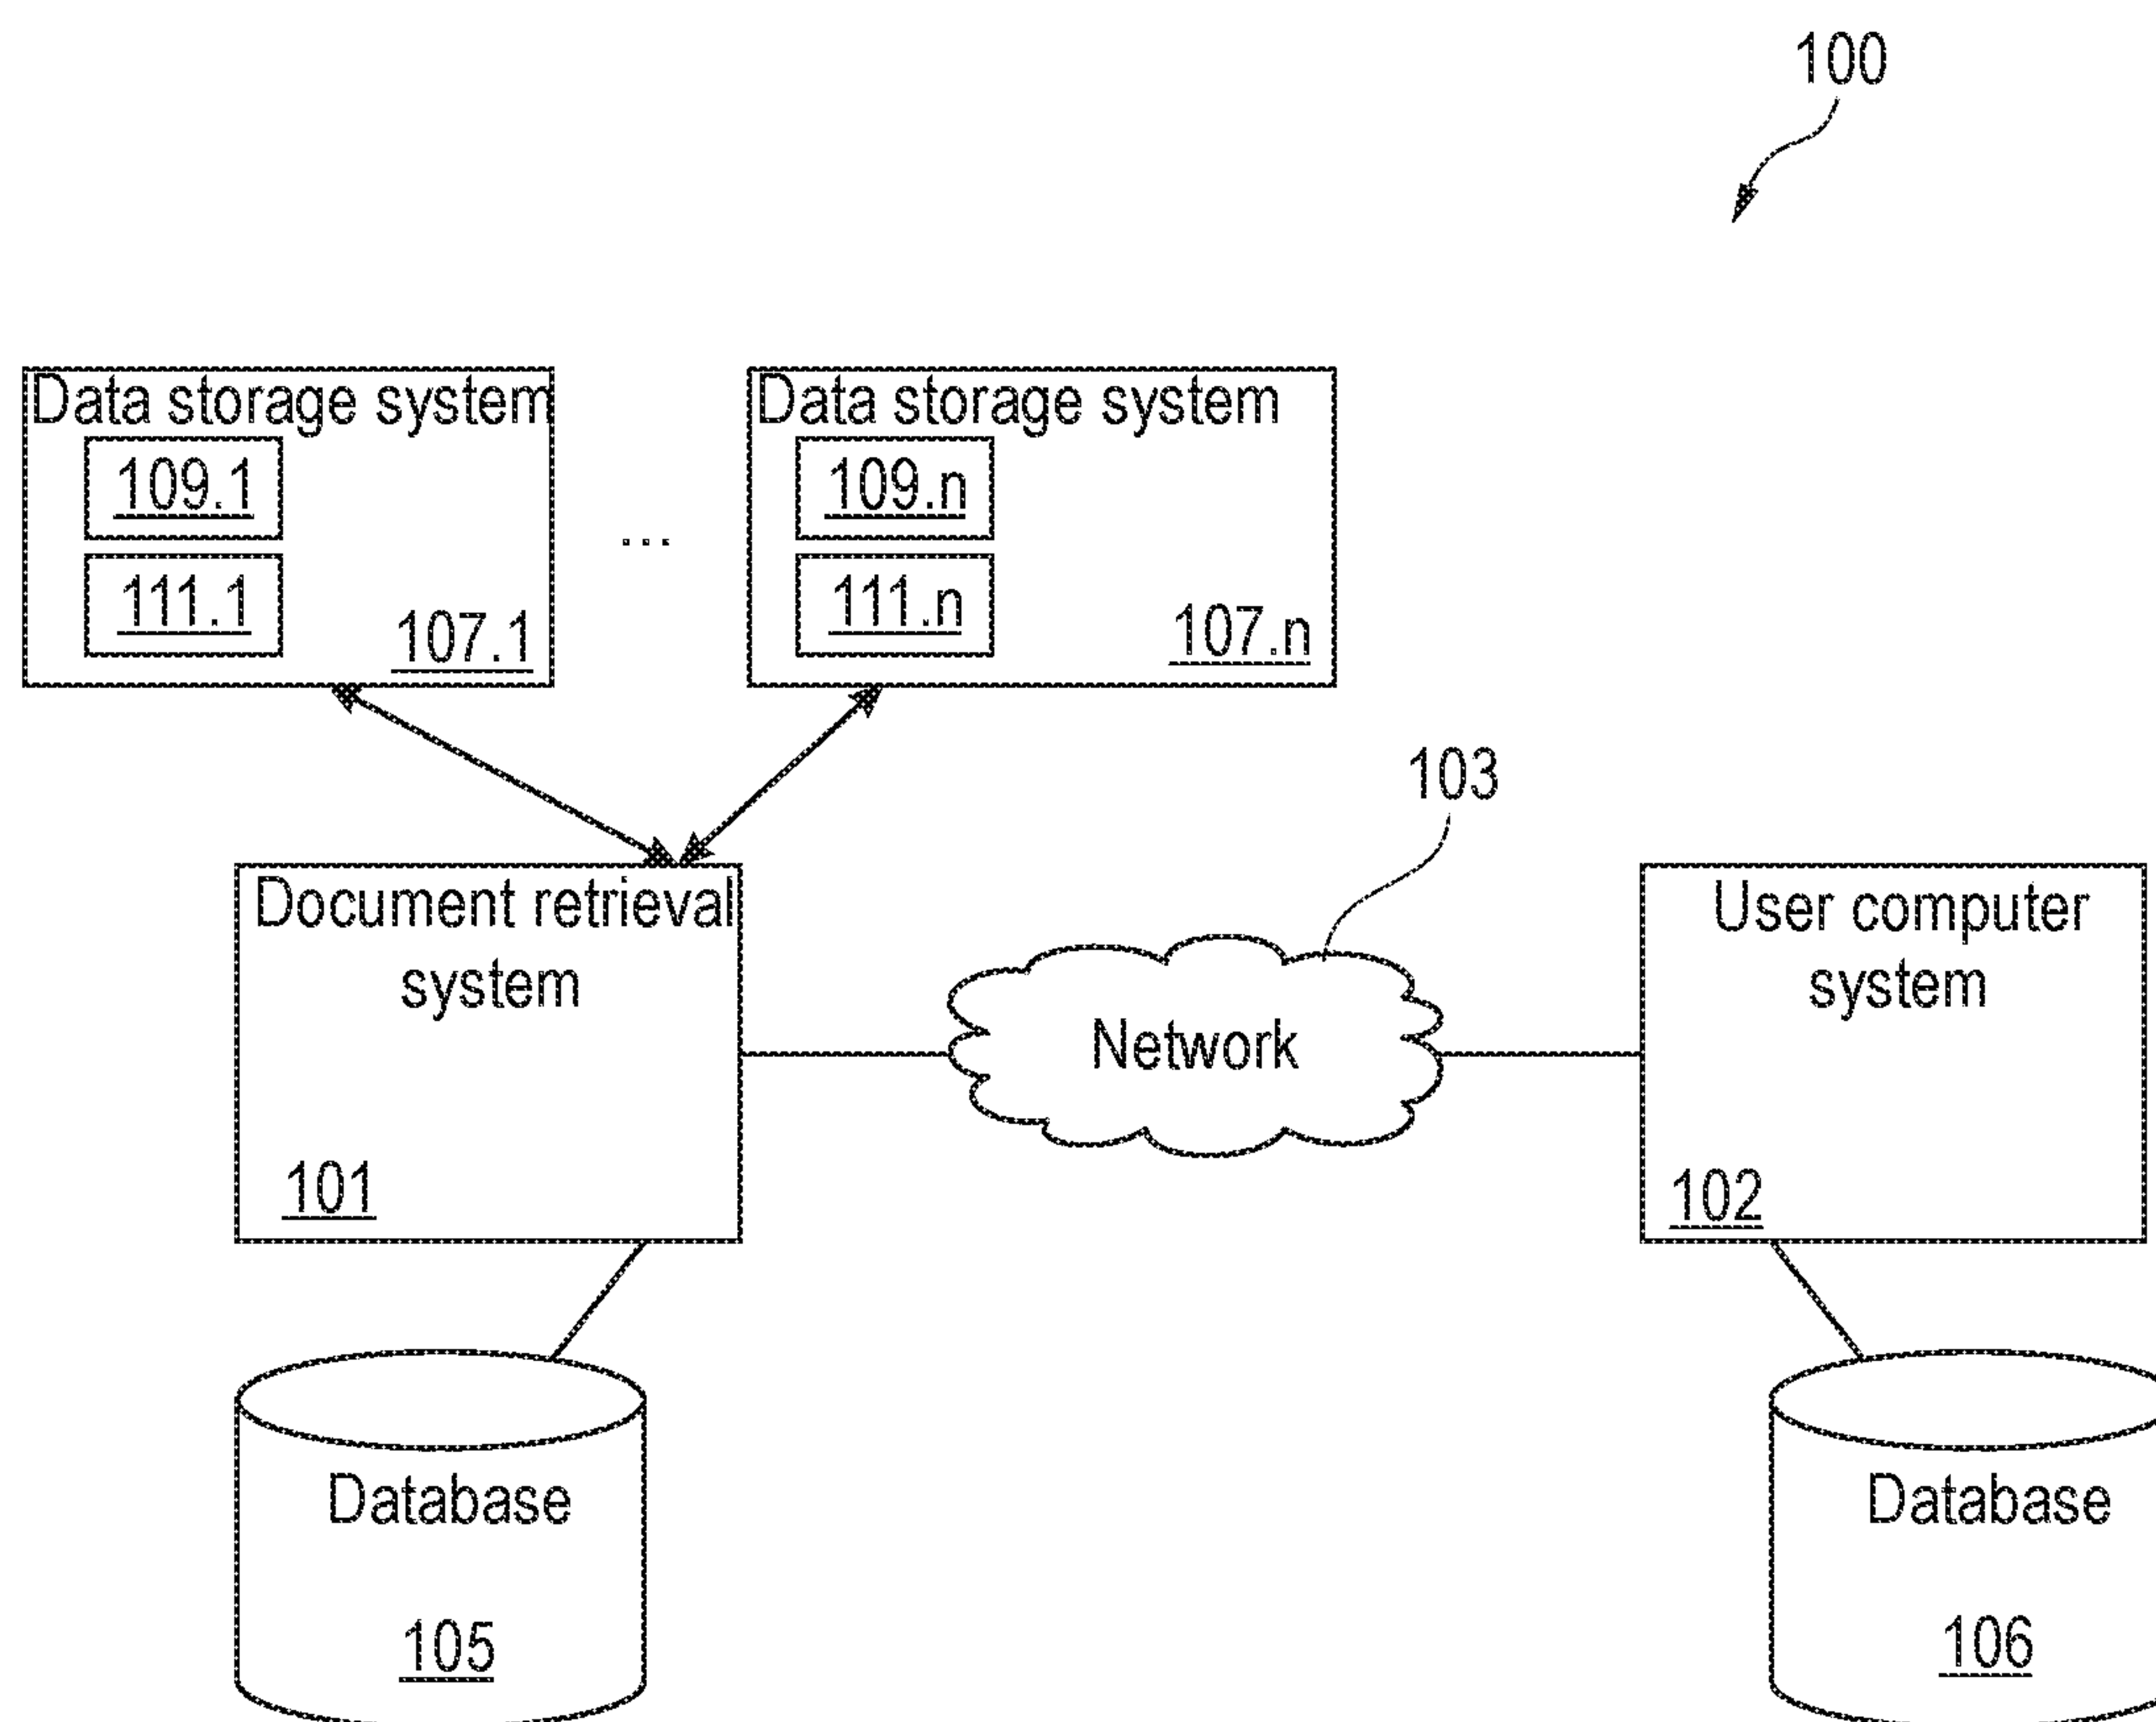 100
Data storage system
109.1
111.1
107.1
...
Data storage system
109.n
111.n
107.n
103
Document retrieval
system
101
Network
User computer
system
102
Database
105
Database
106